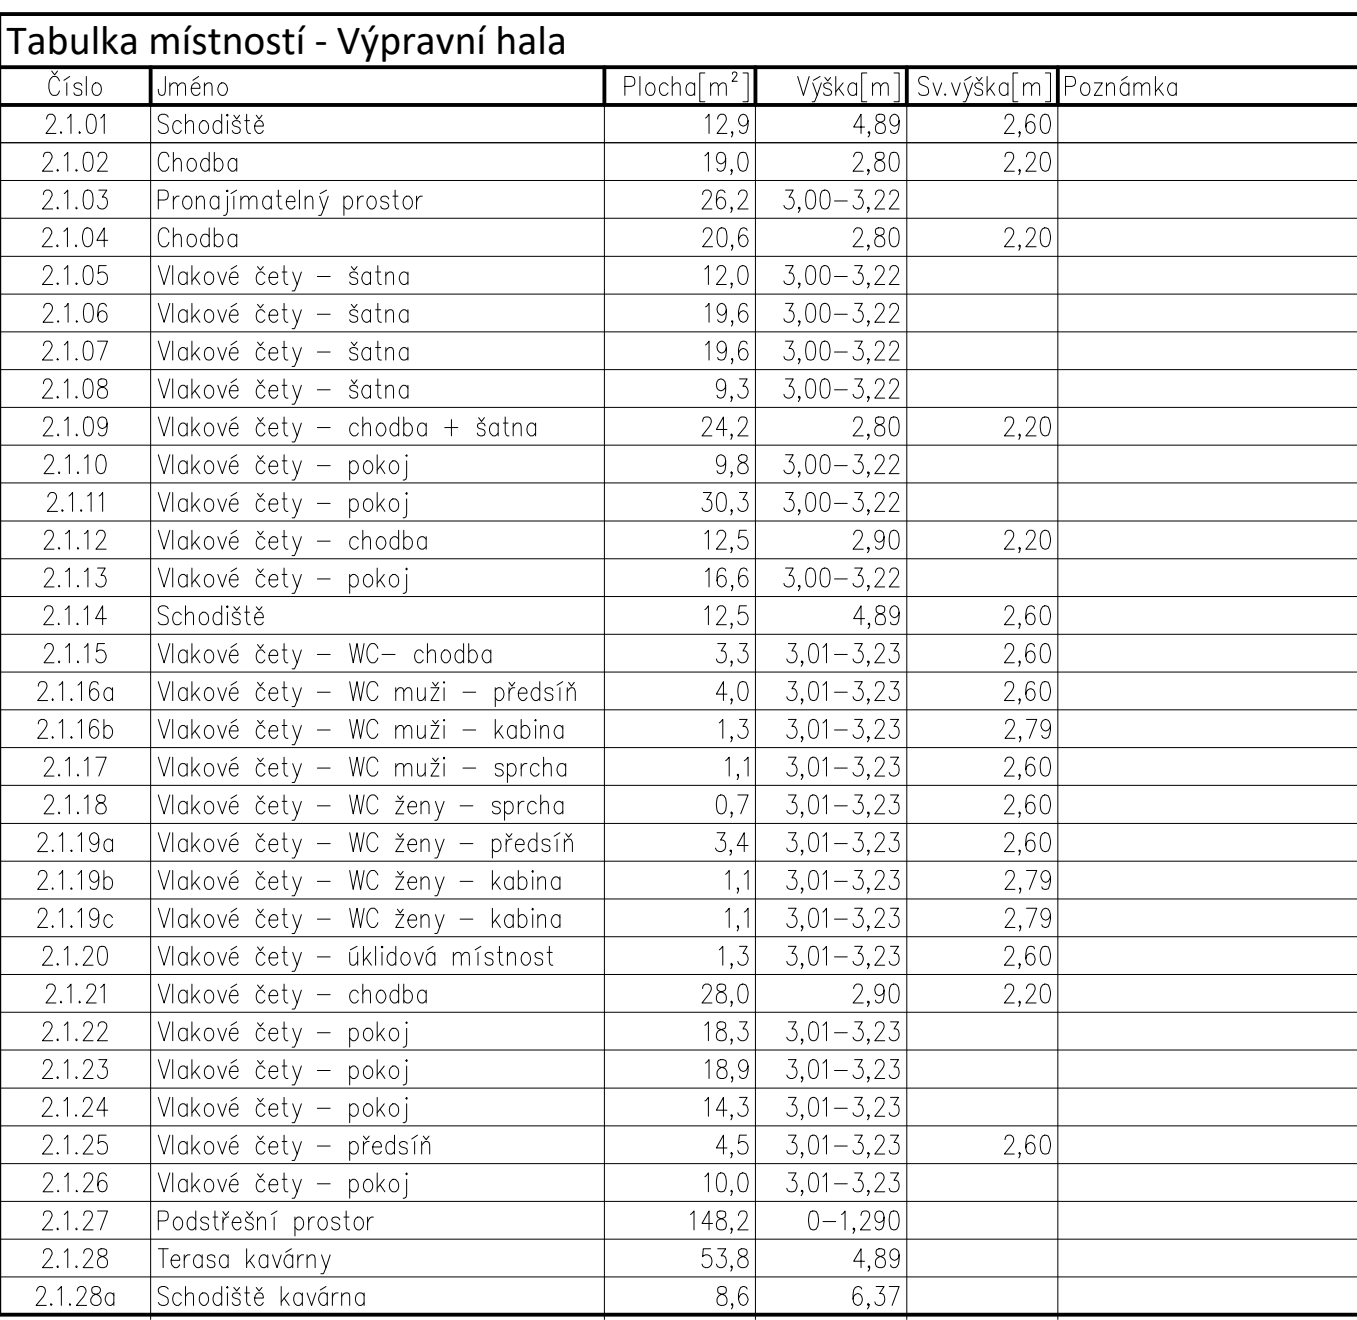 Tabulka místností - Výpravní hala
Číslo Jméno Plocha[m²] Výška[m] Sv.výška[m] Poznámka
2.1.01 Schodiště 12,9 4,89 2,60
2.1.02 Chodba 19,0 2,80 2,20
2.1.03 Pronajímatelný prostor 26,2 3,00–3,22
2.1.04 Chodba 20,6 2,80 2,20
2.1.05 Vlakové čety – šatna 12,0 3,00–3,22
2.1.06 Vlakové čety – šatna 19,6 3,00–3,22
2.1.07 Vlakové čety – šatna 19,6 3,00–3,22
2.1.08 Vlakové čety – šatna 9,3 3,00–3,22
2.1.09 Vlakové čety – chodba + šatna 24,2 2,80 2,20
2.1.10 Vlakové čety – pokoj 9,8 3,00–3,22
2.1.11 Vlakové čety – pokoj 30,3 3,00–3,22
2.1.12 Vlakové čety – chodba 12,5 2,90 2,20
2.1.13 Vlakové čety – pokoj 16,6 3,00–3,22
2.1.14 Schodiště 12,5 4,89 2,60
2.1.15 Vlakové čety – WC– chodba 3,3 3,01–3,23 2,60
2.1.16a Vlakové čety – WC muži – předsíň 4,0 3,01–3,23 2,60
2.1.16b Vlakové čety – WC muži – kabina 1,3 3,01–3,23 2,79
2.1.17 Vlakové čety – WC muži – sprcha 1,1 3,01–3,23 2,60
2.1.18 Vlakové čety – WC ženy – sprcha 0,7 3,01–3,23 2,60
2.1.19a Vlakové čety – WC ženy – předsíň 3,4 3,01–3,23 2,60
2.1.19b Vlakové čety – WC ženy – kabina 1,1 3,01–3,23 2,79
2.1.19c Vlakové čety – WC ženy – kabina 1,1 3,01–3,23 2,79
2.1.20 Vlakové čety – úklidová místnost 1,3 3,01–3,23 2,60
2.1.21 Vlakové čety – chodba 28,0 2,90 2,20
2.1.22 Vlakové čety – pokoj 18,3 3,01–3,23
2.1.23 Vlakové čety – pokoj 18,9 3,01–3,23
2.1.24 Vlakové čety – pokoj 14,3 3,01–3,23
2.1.25 Vlakové čety – předsíň 4,5 3,01–3,23 2,60
2.1.26 Vlakové čety – pokoj 10,0 3,01–3,23
2.1.27 Podstřešní prostor 148,2 0–1,290
2.1.28 Terasa kavárny 53,8 4,89
2.1.28a Schodiště kavárna 8,6 6,37